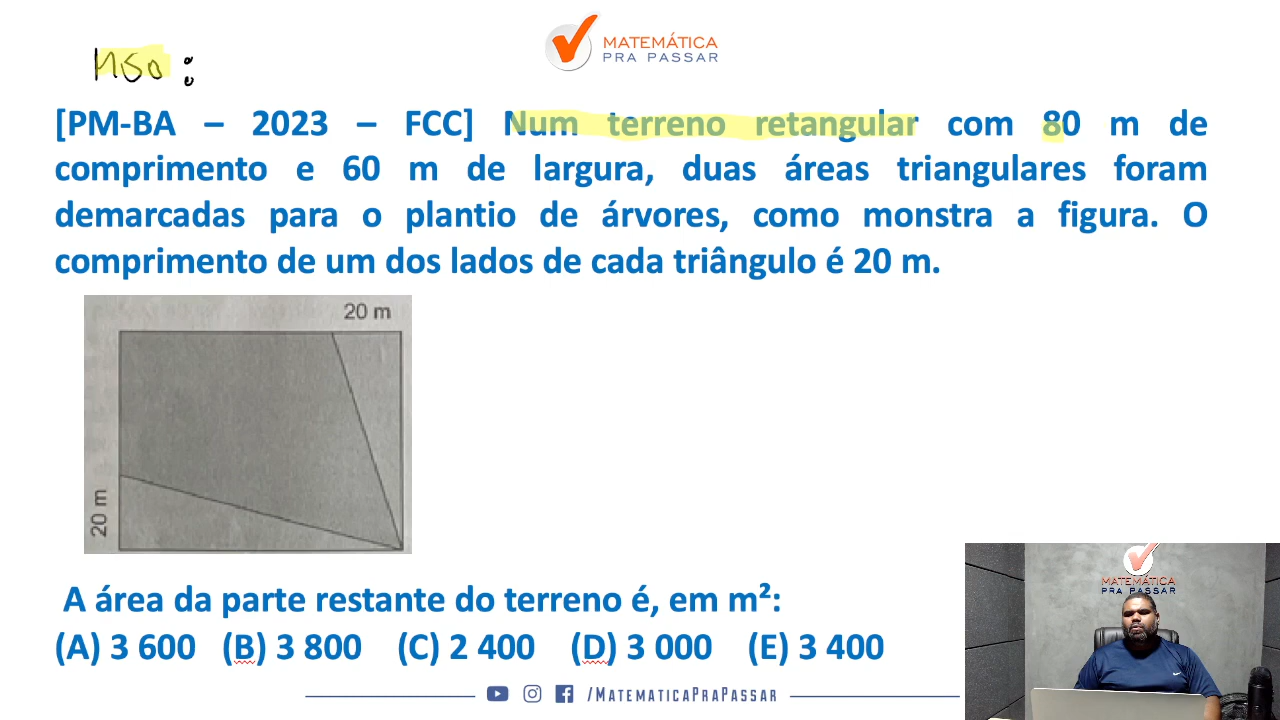 MATEMÁTICA
PRA PASSAR
MSO :
[PM-BA – 2023 – FCC] Num terreno retangular com 80 m de
comprimento e 60 m de largura, duas áreas triangulares foram
demarcadas para o plantio de árvores, como monstra a figura. O
comprimento de um dos lados de cada triângulo é 20 m.
20 m
20 m
A área da parte restante do terreno é, em m²:
(A) 3 600 (B) 3 800 (C) 2 400 (D) 3 000 (E) 3 400
/MATEMATICAPRAPASSAR
MATEMÁTICA
PRA PASSAR